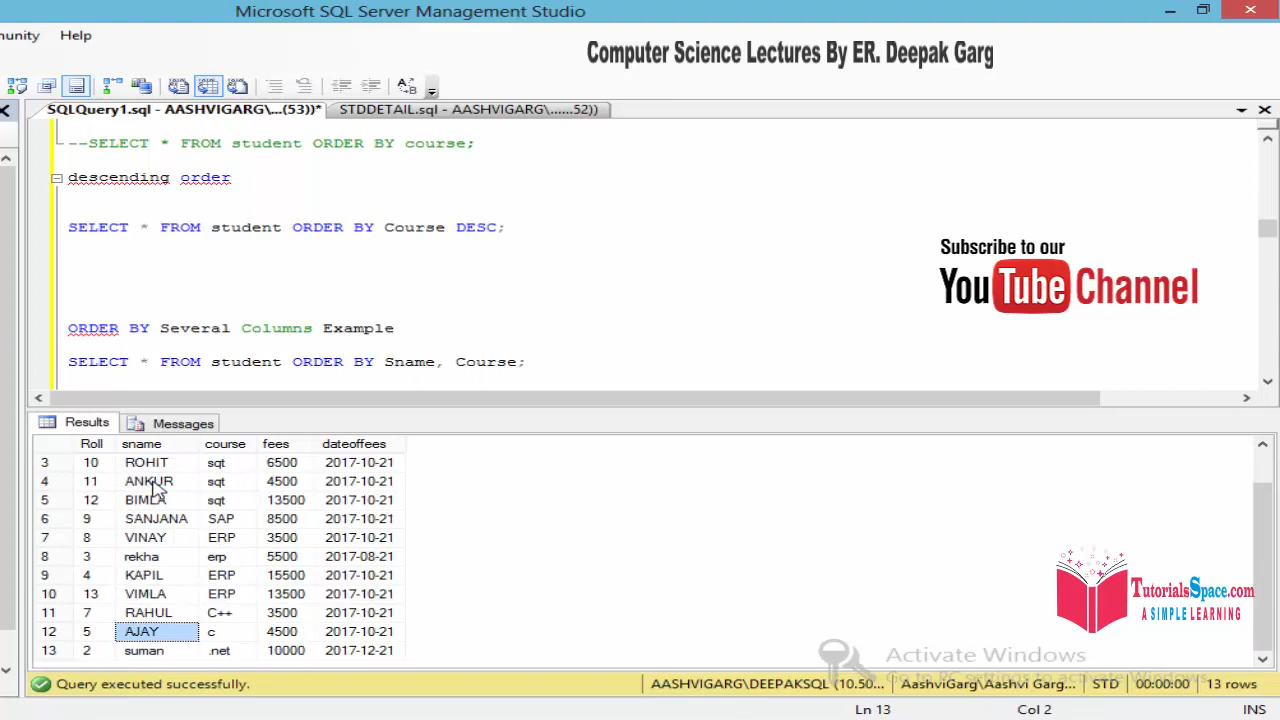 Microsoft SQL Server Management Studio
unity Help
Computer Science Lectures By ER. Deepak Garg
SQLQuery1.sql - AASHVIGARG\...(53))* STDDETAIL.sql - AASHVIGARG\......52))
--SELECT * FROM student ORDER BY course;
descending order
SELECT * FROM student ORDER BY Course DESC;
Subscribe to our
YouTube Channel
ORDER BY Several Columns Example
SELECT * FROM student ORDER BY Sname, Course;
Results Messages
Roll sname course fees dateoffees
3 10 ROHIT sqt 6500 2017-10-21
4 11 ANKUR sqt 4500 2017-10-21
5 12 BIMLA sqt 13500 2017-10-21
6 9 SANJANA SAP 8500 2017-10-21
7 8 VINAY ERP 3500 2017-10-21
8 3 rekha erp 5500 2017-08-21
9 4 KAPIL ERP 15500 2017-10-21
10 13 VIMLA ERP 13500 2017-10-21
11 7 RAHUL C++ 3500 2017-10-21
12 5 AJAY c 4500 2017-10-21
13 2 suman .net 10000 2017-12-21
TutorialsSpace.com
A SIMPLE LEARNING
Activate Windows
Go to PC settings to activate Windows.
Query executed successfully. AASHVIGARG\DEEPAKSQL (10.50... AashviGarg\Aashvi Garg... STD 00:00:00 13 rows
Ln 13 Col 2 INS